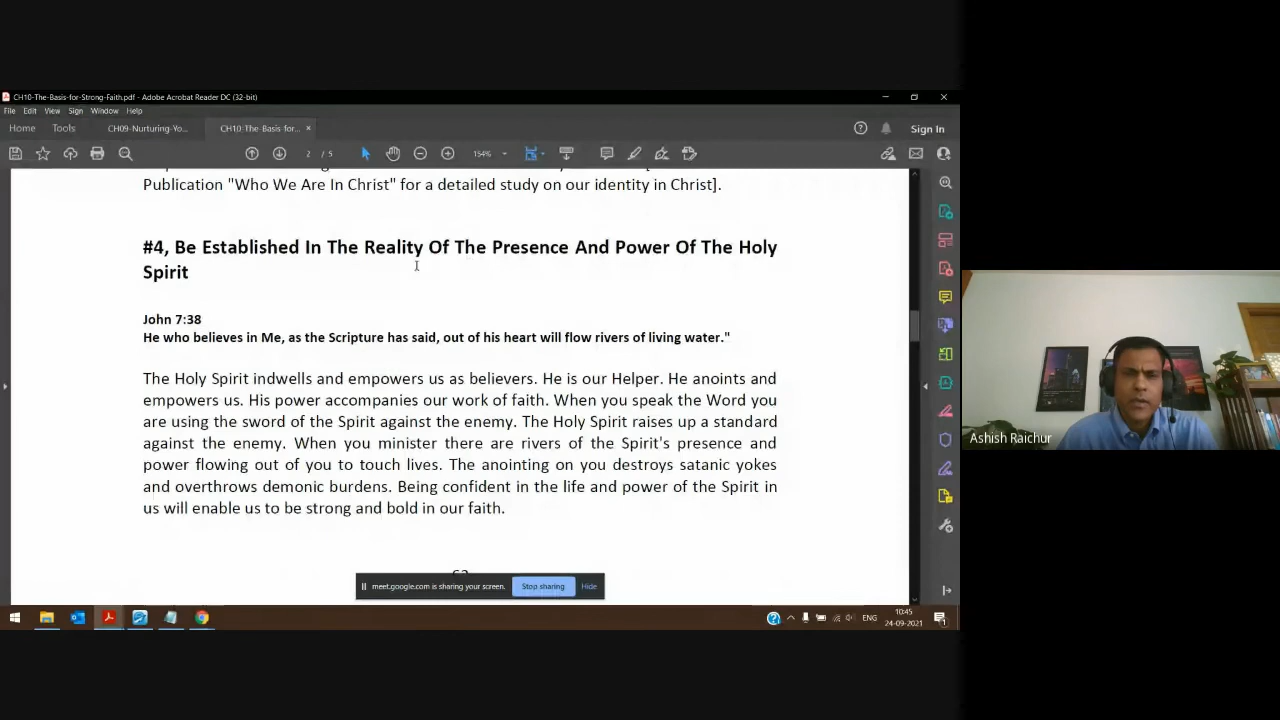 CH10-The-Basis-for-Strong-Faith.pdf - Adobe Acrobat Reader DC (32-bit)
File Edit View Sign Window Help
Home Tools CH09-Nurturing-Yo... CH10-The-Basis for... × Sign In
2 / 5 154%
Publication "Who We Are In Christ" for a detailed study on our identity in Christ].
#4, Be Established In The Reality Of The Presence And Power Of The Holy
Spirit
John 7:38
He who believes in Me, as the Scripture has said, out of his heart will flow rivers of living water."
The Holy Spirit indwells and empowers us as believers. He is our Helper. He anoints and
empowers us. His power accompanies our work of faith. When you speak the Word you
are using the sword of the Spirit against the enemy. The Holy Spirit raises up a standard
against the enemy. When you minister there are rivers of the Spirit's presence and
power flowing out of you to touch lives. The anointing on you destroys satanic yokes
and overthrows demonic burdens. Being confident in the life and power of the Spirit in
us will enable us to be strong and bold in our faith.
meet.google.com is sharing your screen. Stop sharing Hide
ENG
10:45
24-09-2021
Ashish Raichur